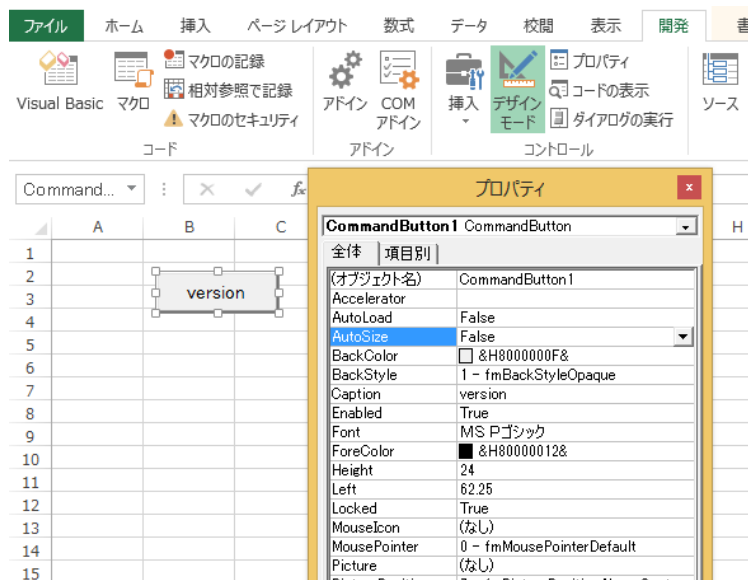 ファイル ホーム 挿入 ページ レイアウト 数式 データ 校閲 表示 開発
Visual Basic マクロ
マクロの記録
相対参照で記録
マクロのセキュリティ
コード
アドイン COM アドイン
アドイン
挿入 デザイン モード
プロパティ
コードの表示
ダイアログの実行
コントロール
ソース
Command... fx
プロパティ x
A B C H
CommandButton1 CommandButton
全体 項目別
version
1
2
3
4
5
6
7
8
9
10
11
12
13
14
15
(オブジェクト名) CommandButton1
Accelerator
AutoLoad False
AutoSize False
BackColor &H8000000F&
BackStyle 1 - fmBackStyleOpaque
Caption version
Enabled True
Font MS Pゴシック
ForeColor &H80000012&
Height 24
Left 62.25
Locked True
MouseIcon (なし)
MousePointer 0 - fmMousePointerDefault
Picture (なし)